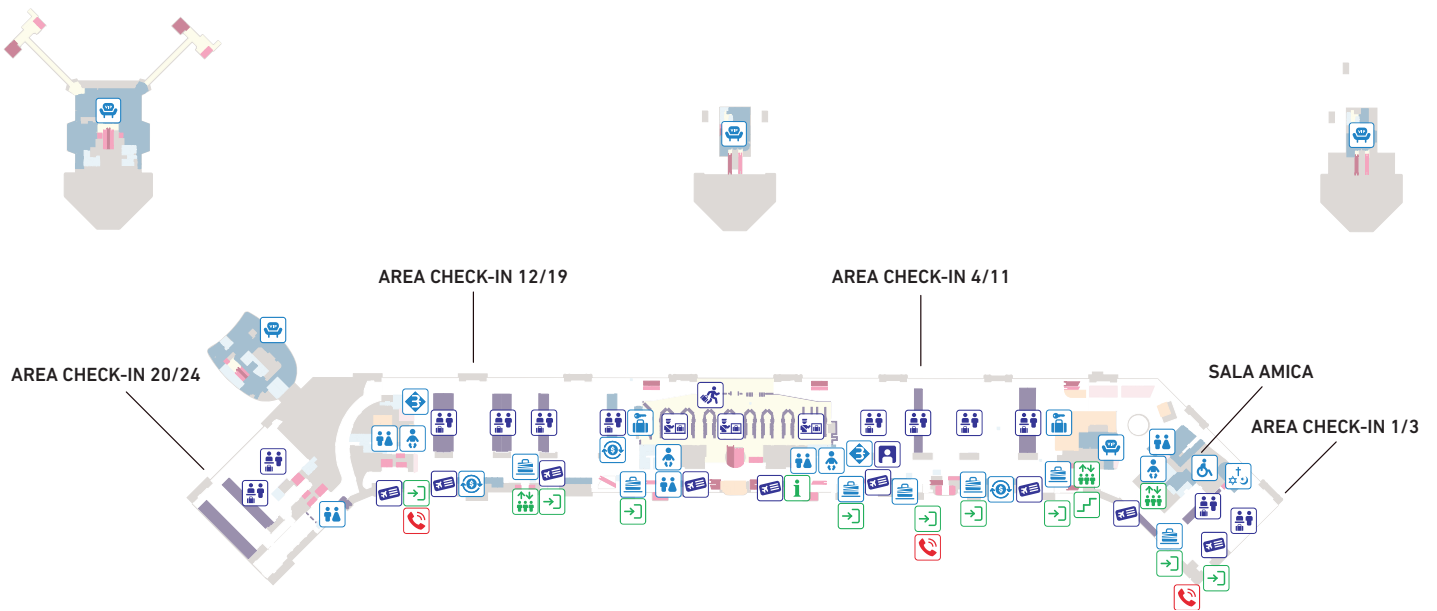 AREA CHECK-IN 12/19
AREA CHECK-IN 4/11
AREA CHECK-IN 20/24
SALA AMICA
AREA CHECK-IN 1/3